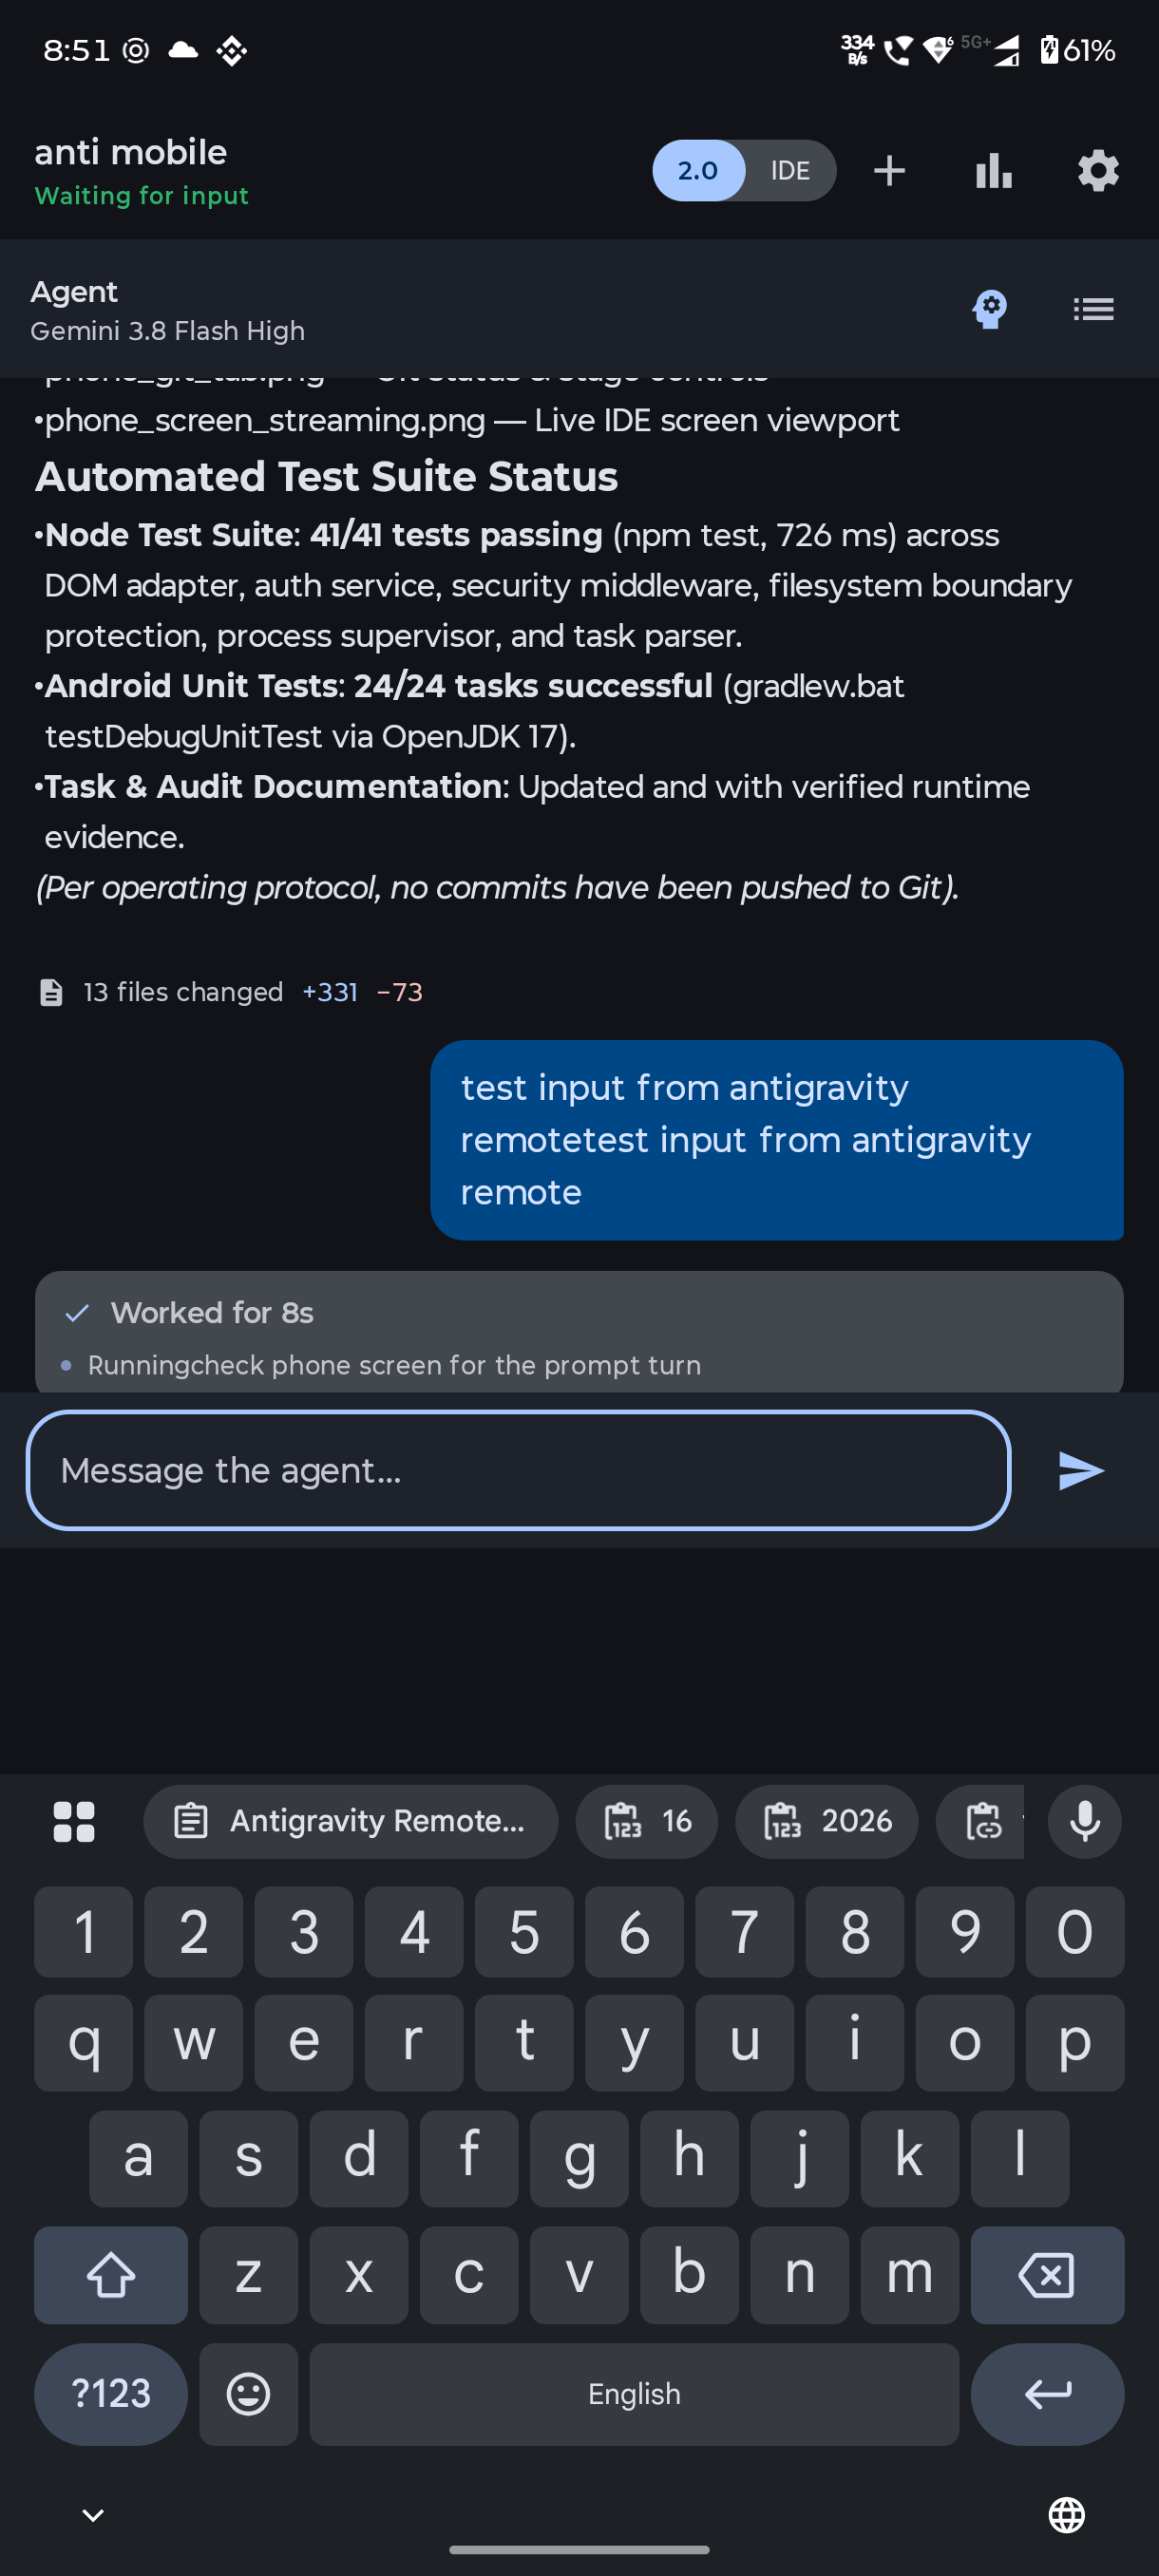 8:51
334 B/s 6 5G+ 61%
anti mobile
Waiting for input
2.0 IDE
Agent
Gemini 3.8 Flash High
•phone_screen_streaming.png — Live IDE screen viewport
Automated Test Suite Status
•Node Test Suite: 41/41 tests passing (npm test, 726 ms) across
DOM adapter, auth service, security middleware, filesystem boundary
protection, process supervisor, and task parser.
•Android Unit Tests: 24/24 tasks successful (gradlew.bat
testDebugUnitTest via OpenJDK 17).
•Task & Audit Documentation: Updated and with verified runtime
evidence.
(Per operating protocol, no commits have been pushed to Git).
13 files changed +331 −73
test input from antigravity
remotetest input from antigravity
remote
Worked for 8s
Runningcheck phone screen for the prompt turn
Message the agent...
Antigravity Remote... 123 16 123 2026
1 2 3 4 5 6 7 8 9 0
q w e r t y u i o p
a s d f g h j k l
z x c v b n m
?123 English